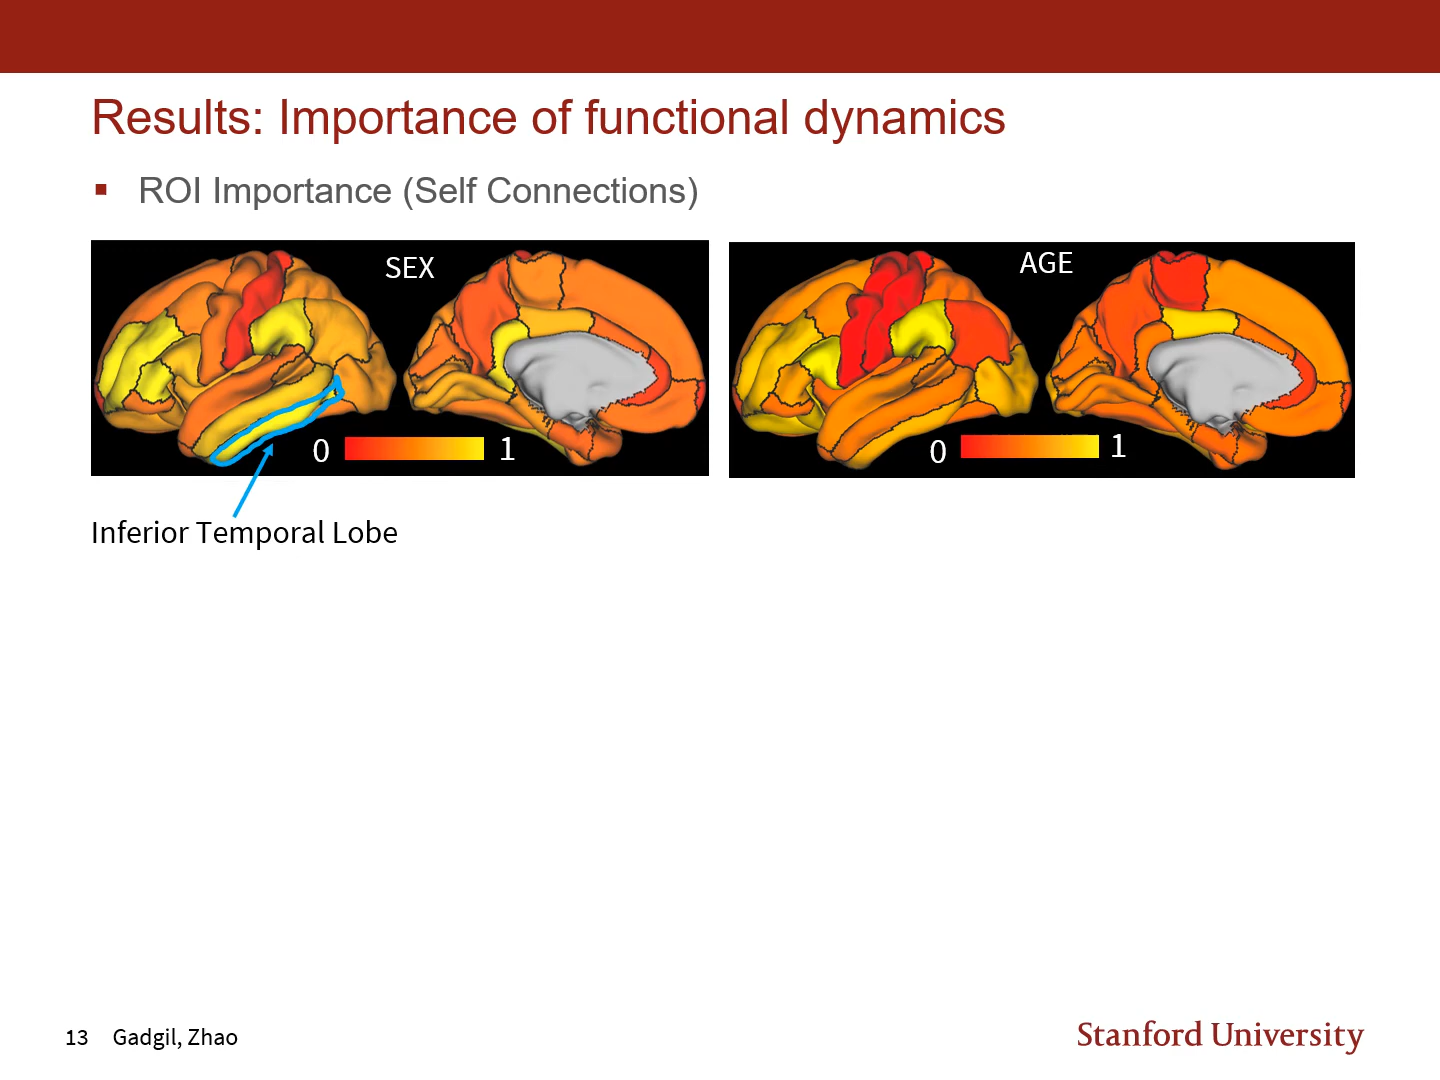 Results: Importance of functional dynamics
ROI Importance (Self Connections)
SEX
0 1
AGE
0 1
Inferior Temporal Lobe
13 Gadgil, Zhao
Stanford University